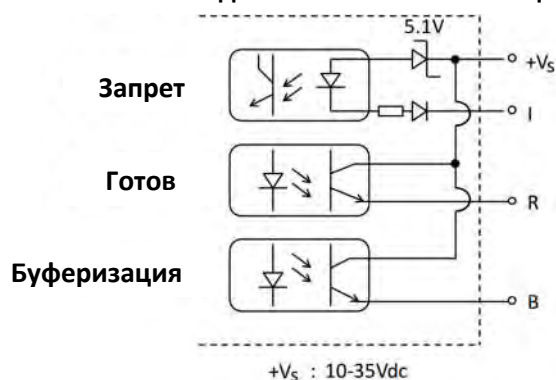 5.1V
+Vs
Запрет
I
Готов
R
Буферизация
B
+Vs : 10-35Vdc